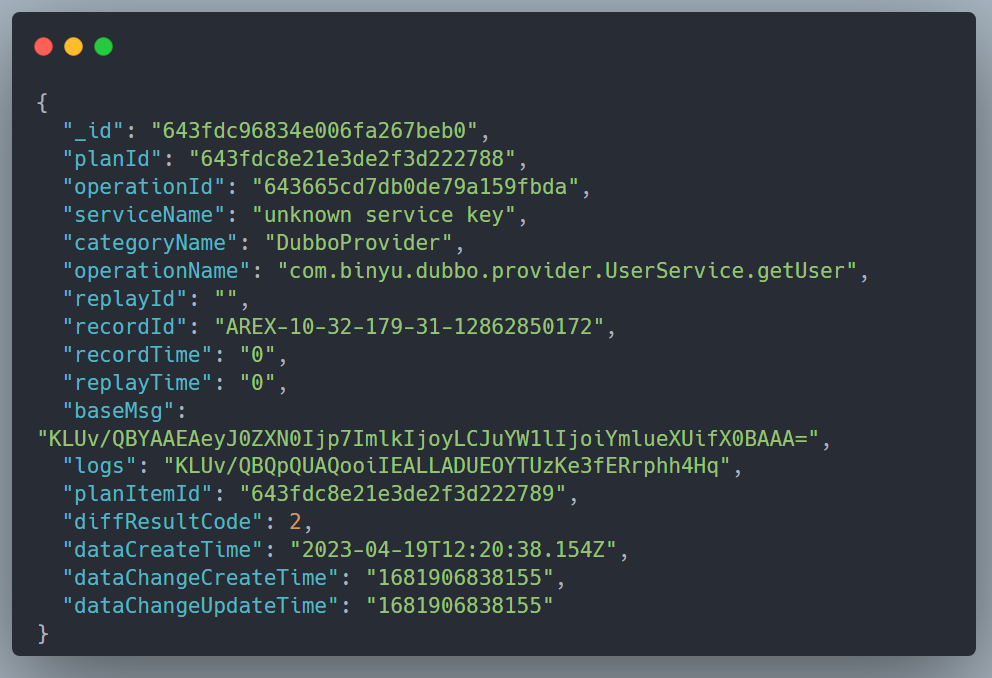 {
"_id": "643fdc96834e006fa267beb0",
"planId": "643fdc8e21e3de2f3d222788",
"operationId": "643665cd7db0de79a159fbda",
"serviceName": "unknown service key",
"categoryName": "DubboProvider",
"operationName": "com.binyu.dubbo.provider.UserService.getUser",
"replayId": "",
"recordId": "AREX-10-32-179-31-12862850172",
"recordTime": "0",
"replayTime": "0",
"baseMsg":
"KLUv/QBYAAEAeyJ0ZXN0Ijp7ImlkIjoyLCJuYW1lIjoiYmlueXUifX0BAAA=",
"logs": "KLUv/QBQpQUAQooiIEALLADUEOYTUzKe3fERrphh4Hq",
"planItemId": "643fdc8e21e3de2f3d222789",
"diffResultCode": 2,
"dataCreateTime": "2023-04-19T12:20:38.154Z",
"dataChangeCreateTime": "1681906838155",
"dataChangeUpdateTime": "1681906838155"
}